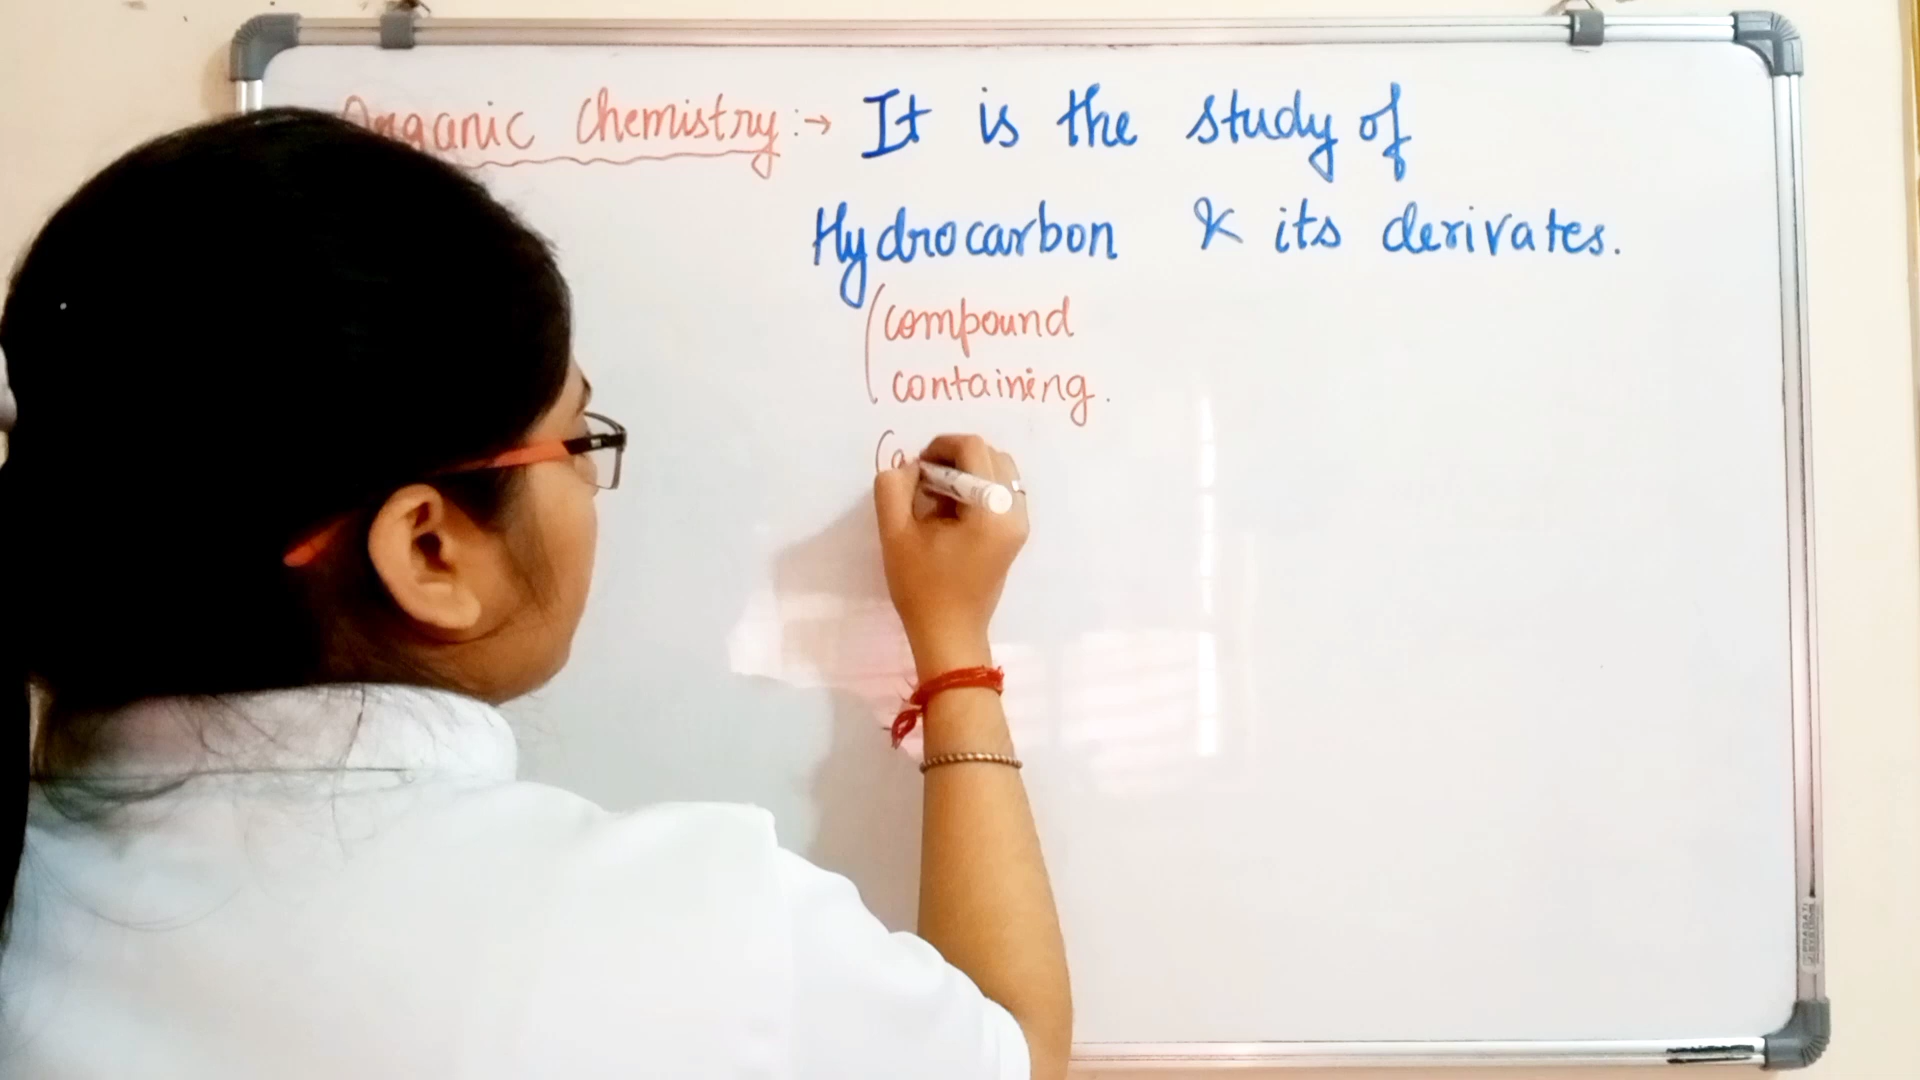 Organic Chemistry :→ It is the study of
Hydrocarbon & its derivates.
(compound
containing.